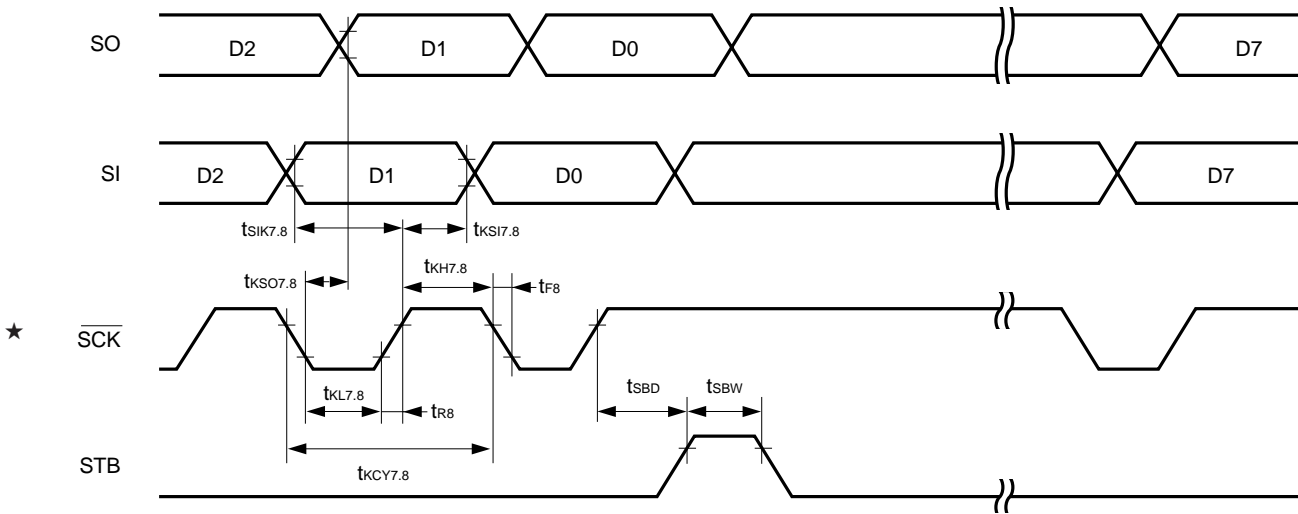 SO D2 D1 D0 D7
SI D2 D1 D0 D7
tSIK7.8 tKSI7.8
tKSO7.8 tKH7.8 tF8
★ SCK
tKL7.8 tR8 tSBD tSBW
STB tKCY7.8